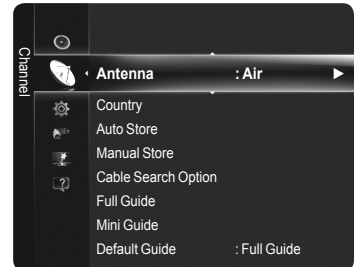 Channel
Antenna : Air
Country
Auto Store
Manual Store
Cable Search Option
Full Guide
Mini Guide
Default Guide : Full Guide